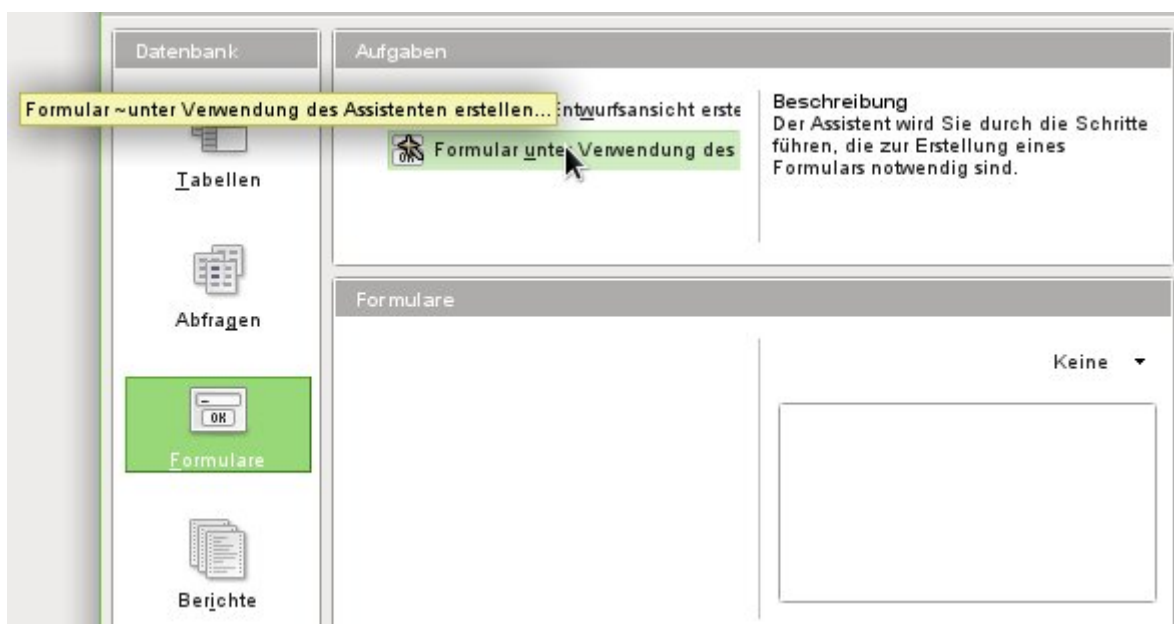 Datenbank
Aufgaben
Formular ~unter Verwendung des Assistenten erstellen...
ntwurfsansicht erste
Formular unter Verwendung des
Beschreibung
Der Assistent wird Sie durch die Schritte
führen, die zur Erstellung eines
Formulars notwendig sind.
Tabellen
Abfragen
Formulare
Keine
OK
Formulare
Berichte